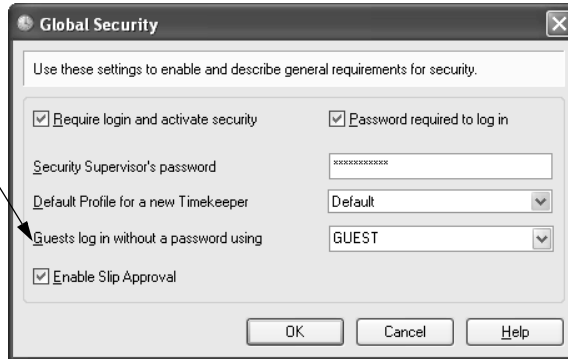 Global Security
Use these settings to enable and describe general requirements for security.
Require login and activate security
Password required to log in
Security Supervisor's password
xxxxxxxxxxx
Default Profile for a new Timekeeper
Default
Guests log in without a password using
GUEST
Enable Slip Approval
OK
Cancel
Help